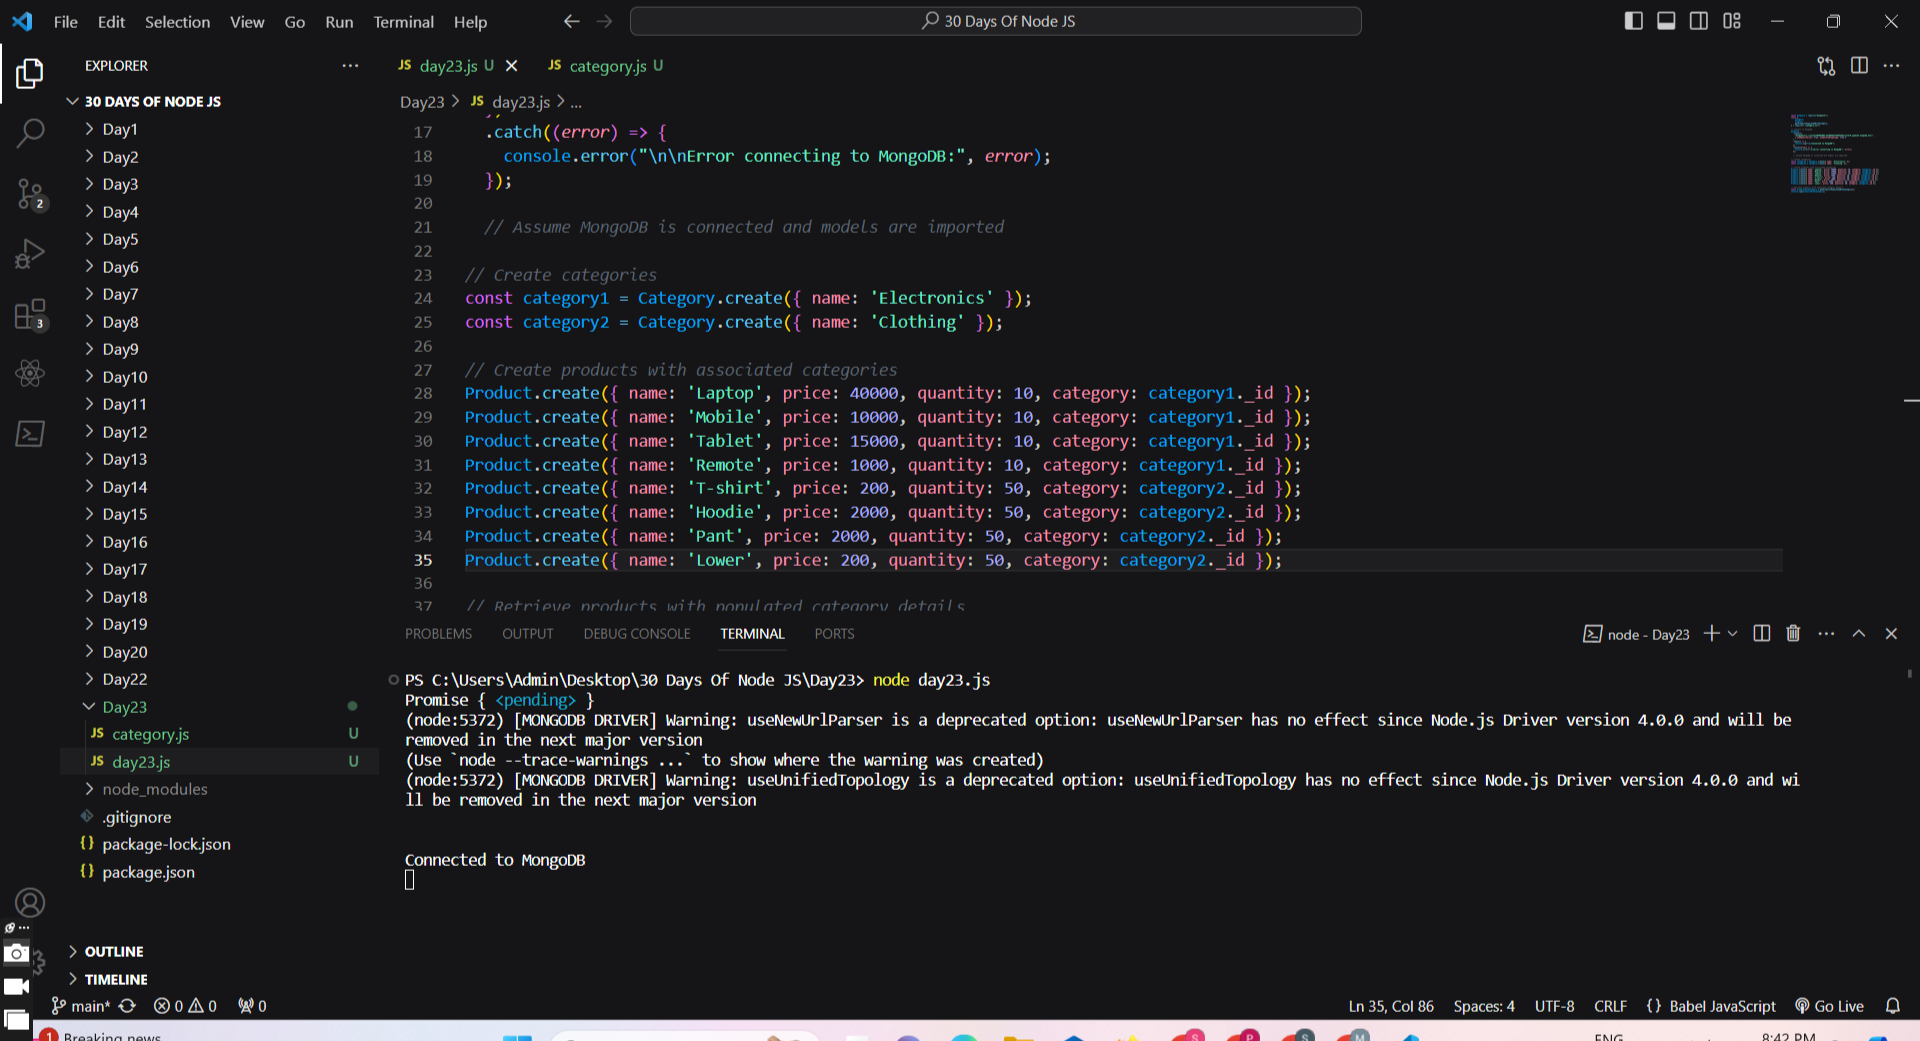 File Edit Selection View Go Run Terminal Help
30 Days Of Node JS
EXPLORER
30 DAYS OF NODE JS
Day1
Day2
Day3
Day4
Day5
Day6
Day7
Day8
Day9
Day10
Day11
Day12
Day13
Day14
Day15
Day16
Day17
Day18
Day19
Day20
Day22
Day23
JS category.js U
JS day23.js U
node_modules
.gitignore
{} package-lock.json
{} package.json
OUTLINE
TIMELINE
2
3
JS day23.js U
JS category.js U
Day23 > JS day23.js > ...
17 .catch((error) => {
18 console.error("\n\nError connecting to MongoDB:", error);
19 });
20
21 // Assume MongoDB is connected and models are imported
22
23 // Create categories
24 const category1 = Category.create({ name: 'Electronics' });
25 const category2 = Category.create({ name: 'Clothing' });
26
27 // Create products with associated categories
28 Product.create({ name: 'Laptop', price: 40000, quantity: 10, category: category1._id });
29 Product.create({ name: 'Mobile', price: 10000, quantity: 10, category: category1._id });
30 Product.create({ name: 'Tablet', price: 15000, quantity: 10, category: category1._id });
31 Product.create({ name: 'Remote', price: 1000, quantity: 10, category: category1._id });
32 Product.create({ name: 'T-shirt', price: 200, quantity: 50, category: category2._id });
33 Product.create({ name: 'Hoodie', price: 2000, quantity: 50, category: category2._id });
34 Product.create({ name: 'Pant', price: 2000, quantity: 50, category: category2._id });
35 Product.create({ name: 'Lower', price: 200, quantity: 50, category: category2._id });
36
37 // Retrieve products with populated category details
PROBLEMS OUTPUT DEBUG CONSOLE TERMINAL PORTS
node - Day23
PS C:\Users\Admin\Desktop\30 Days Of Node JS\Day23> node day23.js
Promise { <pending> }
(node:5372) [MONGODB DRIVER] Warning: useNewUrlParser is a deprecated option: useNewUrlParser has no effect since Node.js Driver version 4.0.0 and will be
removed in the next major version
(Use `node --trace-warnings ...` to show where the warning was created)
(node:5372) [MONGODB DRIVER] Warning: useUnifiedTopology is a deprecated option: useUnifiedTopology has no effect since Node.js Driver version 4.0.0 and wi
ll be removed in the next major version
Connected to MongoDB
main* 0 0 0
Ln 35, Col 86 Spaces: 4 UTF-8 CRLF {} Babel JavaScript Go Live
1 Breaking news
S P S M
ENG
8:42 PM